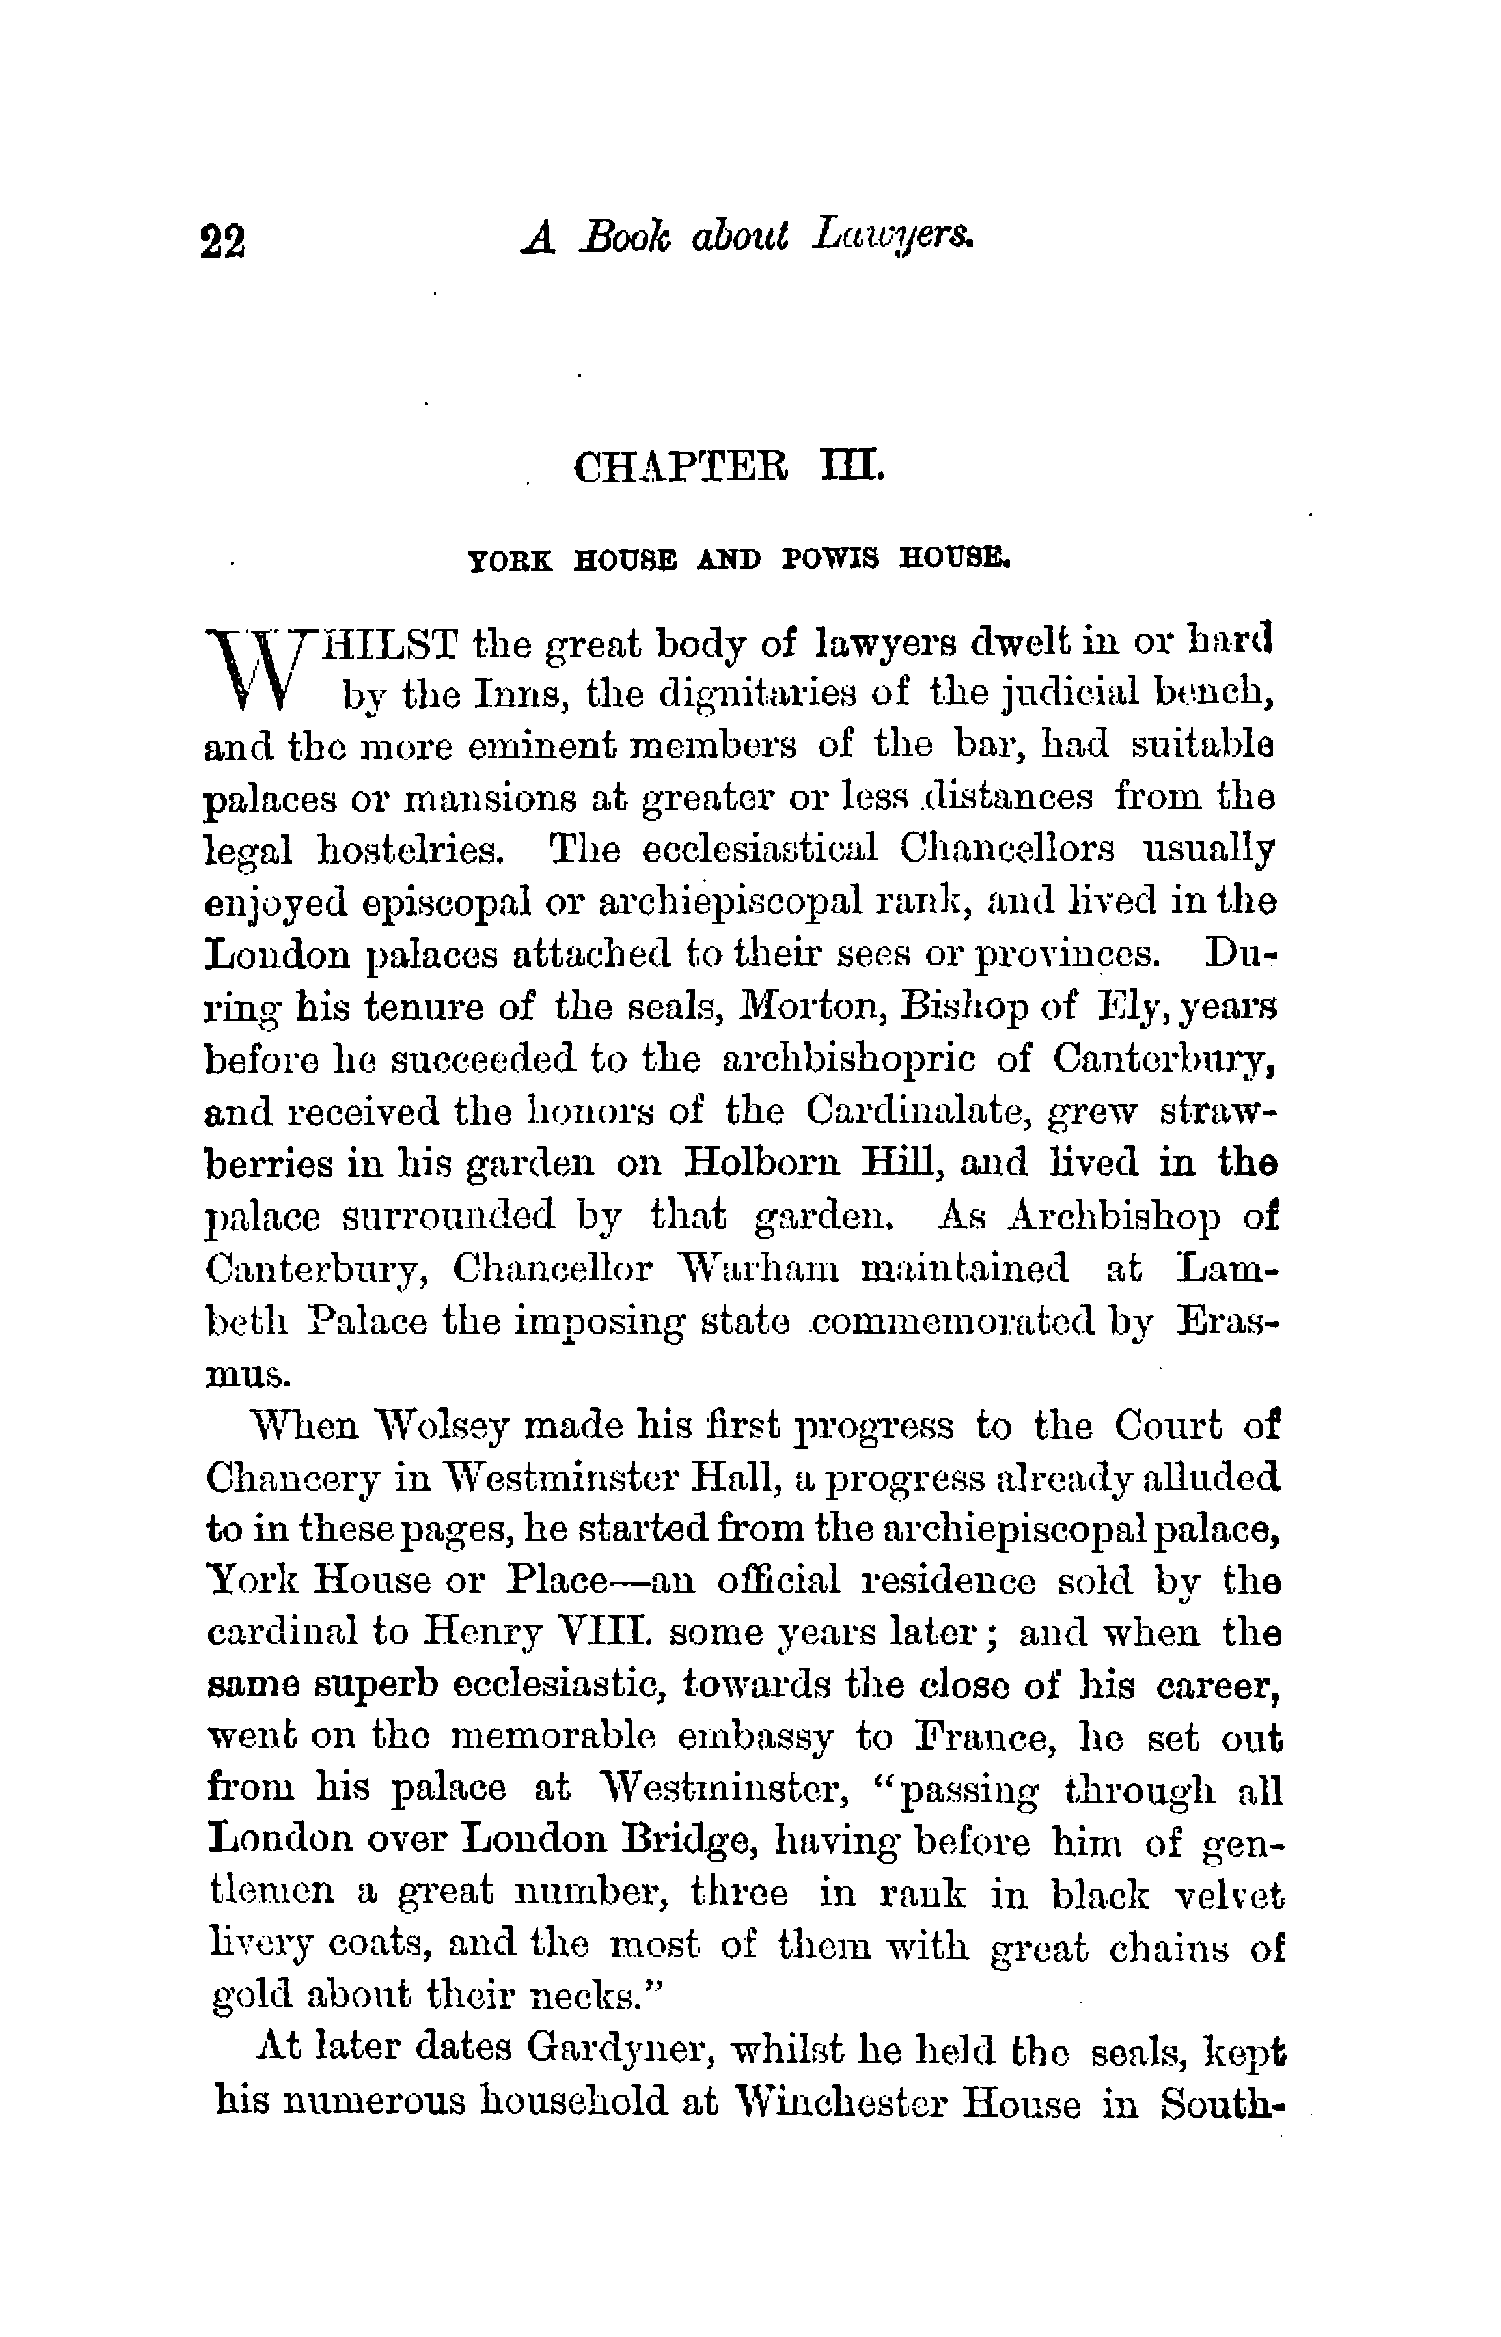 22 A Book about Lawyers.
CHAPTER III.
YORK HOUSE AND POWIS HOUSE.
WHILST the great body of lawyers dwelt in or hard
by the Inns, the dignitaries of the judicial bench,
and the more eminent members of the bar, had suitable
palaces or mansions at greater or less distances from the
legal hostelries. The ecclesiastical Chancellors usually
enjoyed episcopal or archiepiscopal rank, and lived in the
London palaces attached to their sees or provinces. Du-
ring his tenure of the seals, Morton, Bishop of Ely, years
before he succeeded to the archbishopric of Canterbury,
and received the honors of the Cardinalate, grew straw-
berries in his garden on Holborn Hill, and lived in the
palace surrounded by that garden. As Archbishop of
Canterbury, Chancellor Warham maintained at Lam-
beth Palace the imposing state commemorated by Eras-
mus.
When Wolsey made his first progress to the Court of
Chancery in Westminster Hall, a progress already alluded
to in these pages, he started from the archiepiscopal palace,
York House or Place—an official residence sold by the
cardinal to Henry VIII. some years later; and when the
same superb ecclesiastic, towards the close of his career,
went on the memorable embassy to France, he set out
from his palace at Westminster, "passing through all
London over London Bridge, having before him of gen-
tlemen a great number, three in rank in black velvet
livery coats, and the most of them with great chains of
gold about their necks."
At later dates Gardyner, whilst he held the seals, kept
his numerous household at Winchester House in South-